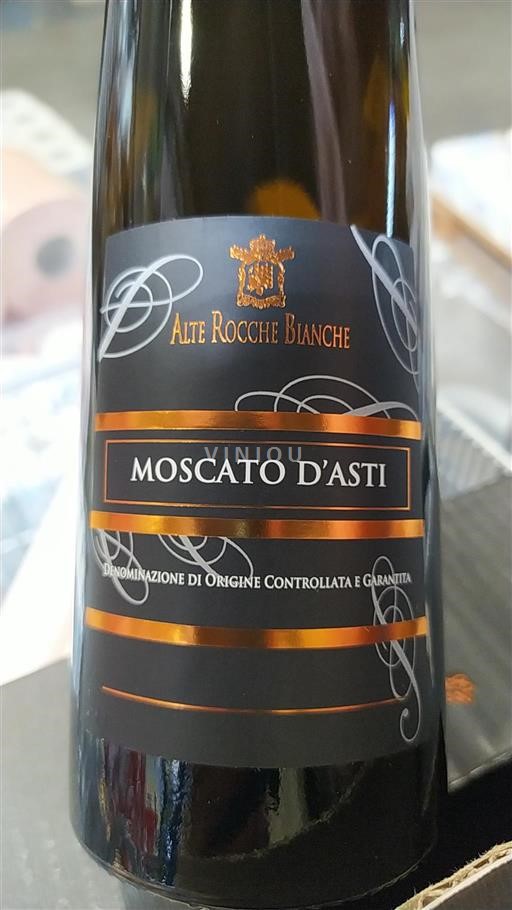 ALTE ROCCHE BIANCHE
VINIOU
MOSCATO D'ASTI
DENOMINAZIONE DI ORIGINE CONTROLLATA E GARANTITA